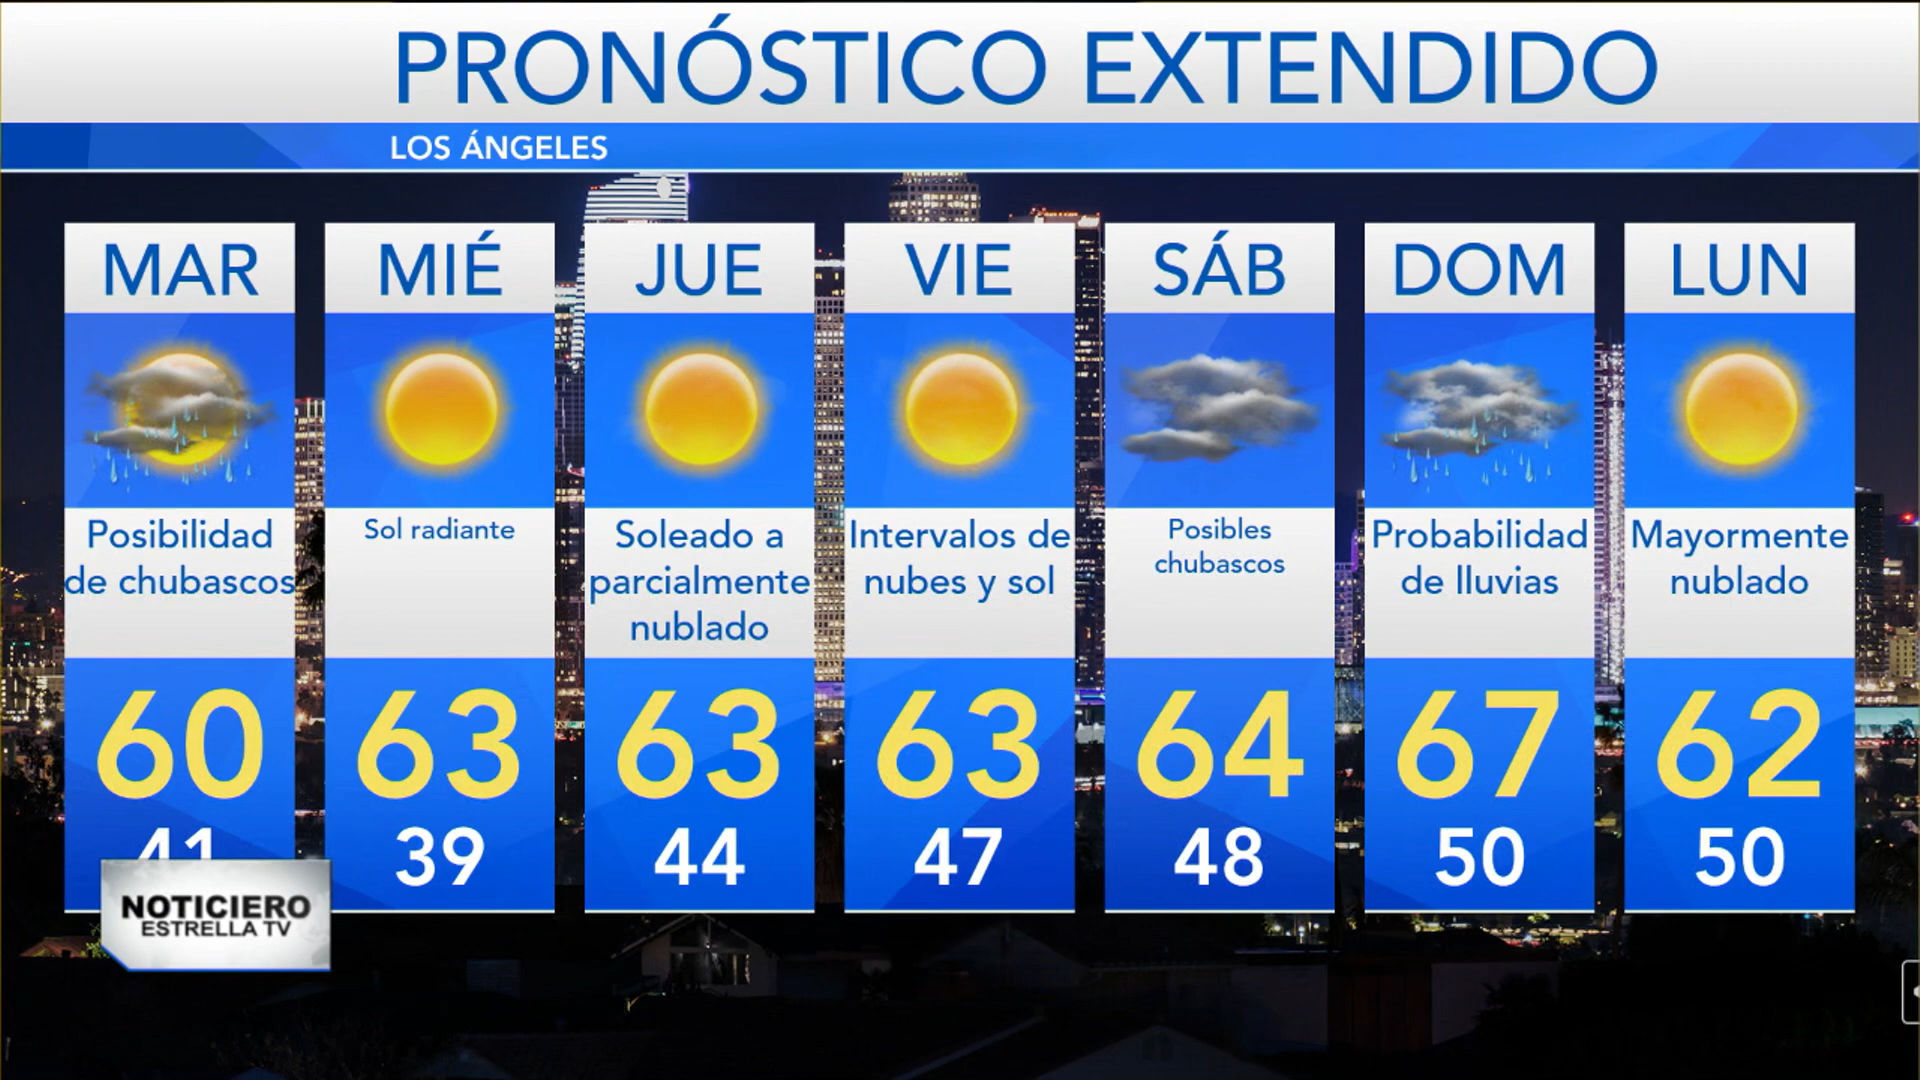 PRONÓSTICO EXTENDIDO
LOS ÁNGELES
MAR
Posibilidad
de chubascos
60
41
MIÉ
Sol radiante
63
39
JUE
Soleado a
parcialmente
nublado
63
44
VIE
Intervalos de
nubes y sol
63
47
SÁB
Posibles
chubascos
64
48
DOM
Probabilidad
de lluvias
67
50
LUN
Mayormente
nublado
62
50
NOTICIERO
ESTRELLA TV